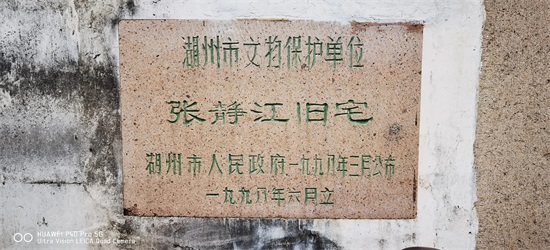 湖州市文物保护单位
张静江旧宅
湖州市人民政府一九九八年三月公布
一九九八年六月立
HUAWEI P40 Pro 5G
Ultra Vision LEICA Quad Camera